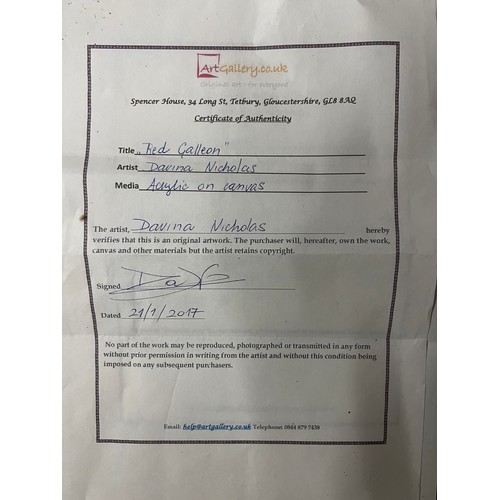 ArtGallery.co.uk
original art - for everyone
Spencer House, 34 Long St, Tetbury, Gloucestershire, GL8 8AQ
Certificate of Authenticity
Title "Red Galleon"
Artist Davina Nicholas
Media Acrylic on canvas
The artist, Davina Nicholas hereby
verifies that this is an original artwork. The purchaser will, hereafter, own the work,
canvas and other materials but the artist retains copyright.
Signed
Dated 21/1/2017
No part of the work may be reproduced, photographed or transmitted in any form
without prior permission in writing from the artist and without this condition being
imposed on any subsequent purchasers.
Email: help@artgallery.co.uk Telephone: 0844 879 7439